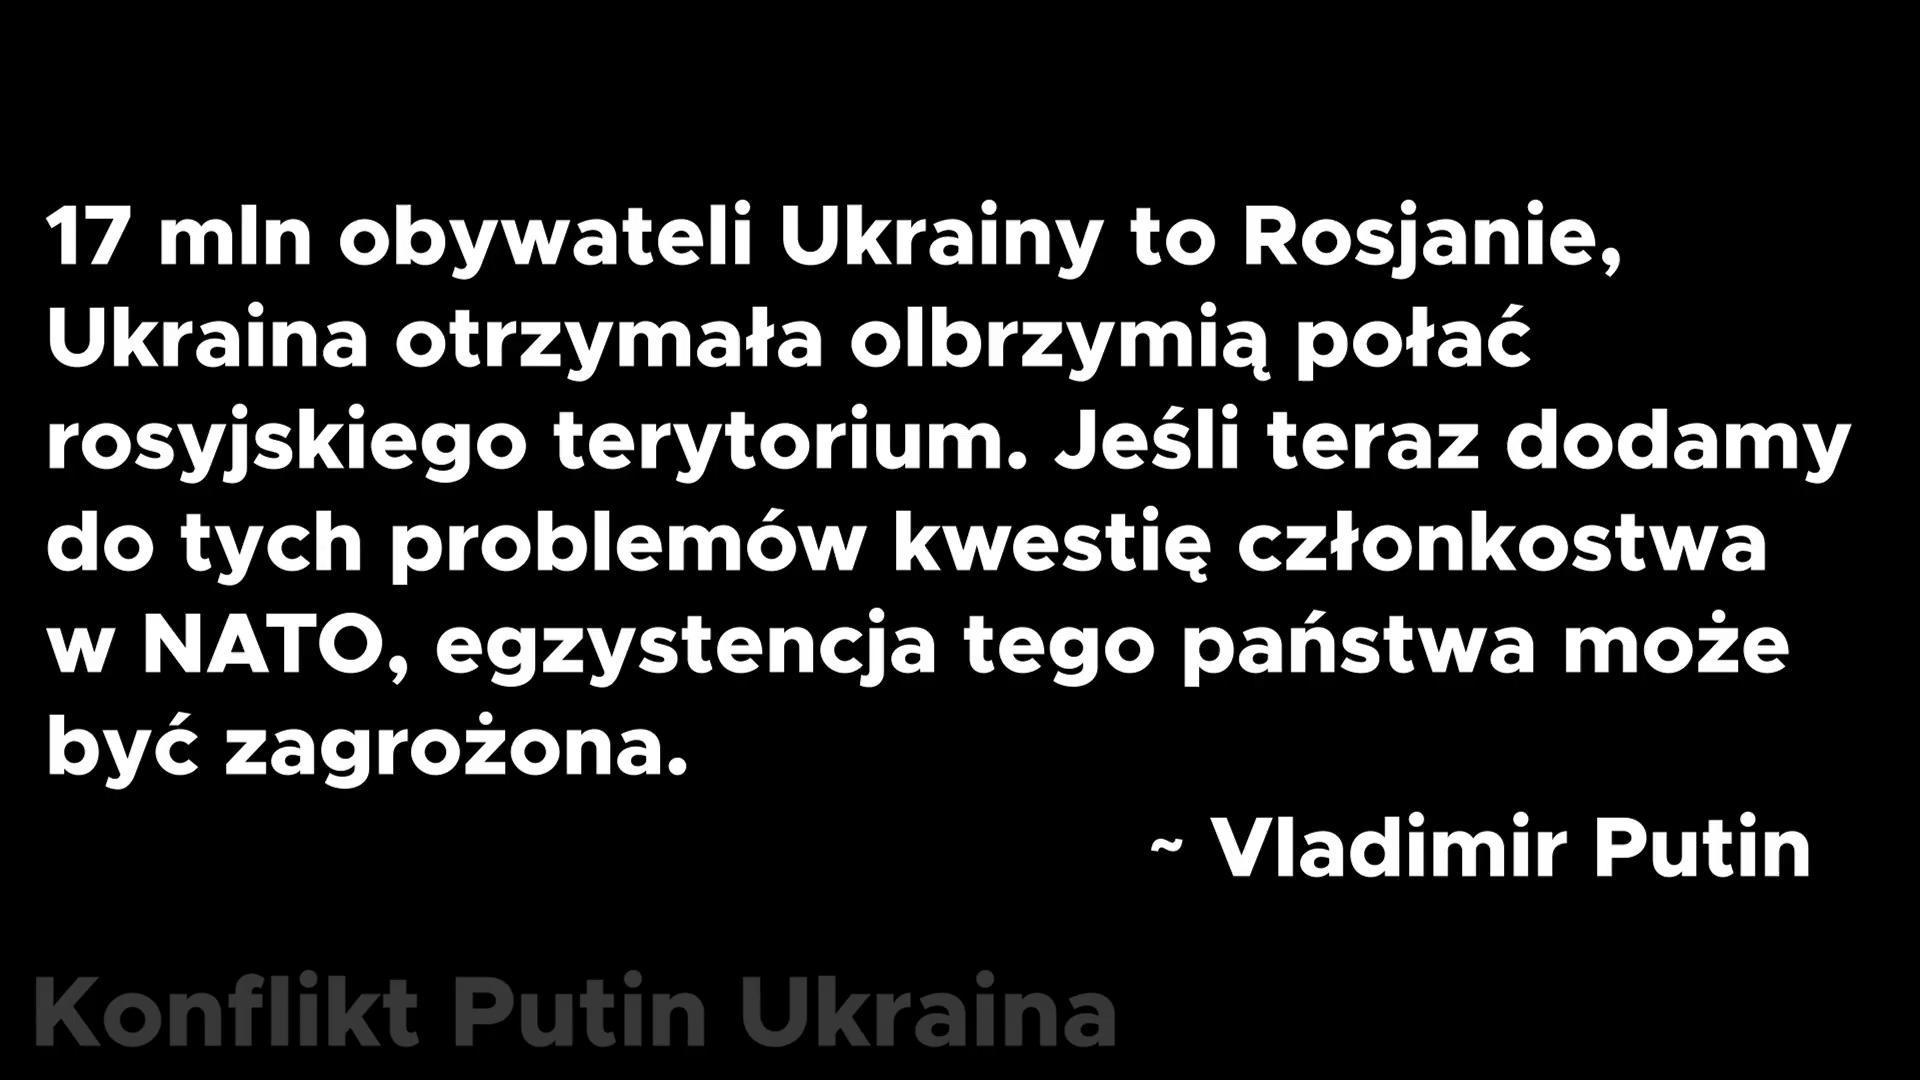 17 mln obywateli Ukrainy to Rosjanie,
Ukraina otrzymała olbrzymią połać
rosyjskiego terytorium. Jeśli teraz dodamy
do tych problemów kwestię członkostwa
w NATO, egzystencja tego państwa może
być zagrożona.
~ Vladimir Putin
Konflikt Putin Ukraina